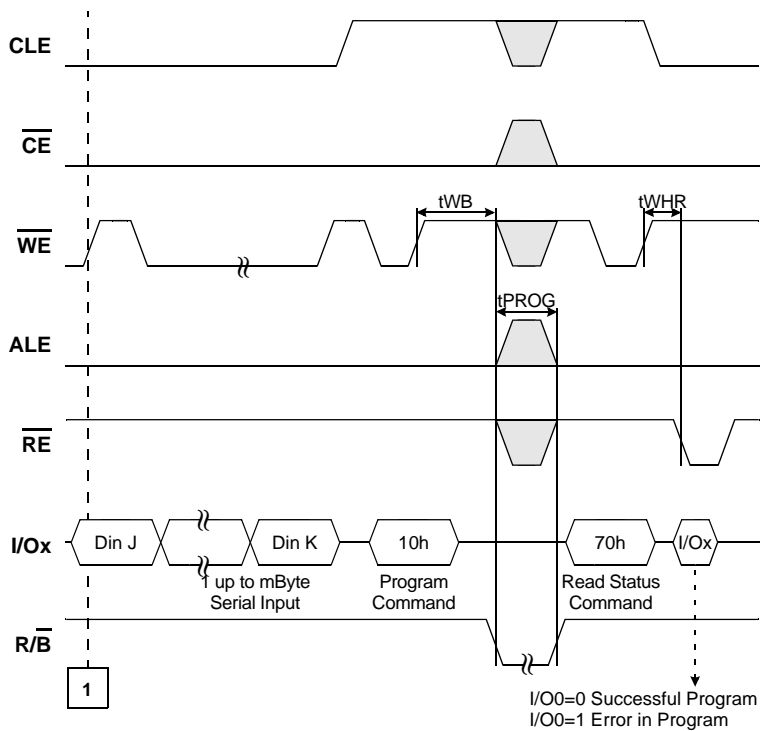 CLE
CE
tWB
tWHR
WE
tPROG
ALE
RE
I/Ox
Din J
Din K
10h
70h
I/Ox
1 up to mByte
Serial Input
Program
Command
Read Status
Command
R/B
1
I/O0=0 Successful Program
I/O0=1 Error in Program